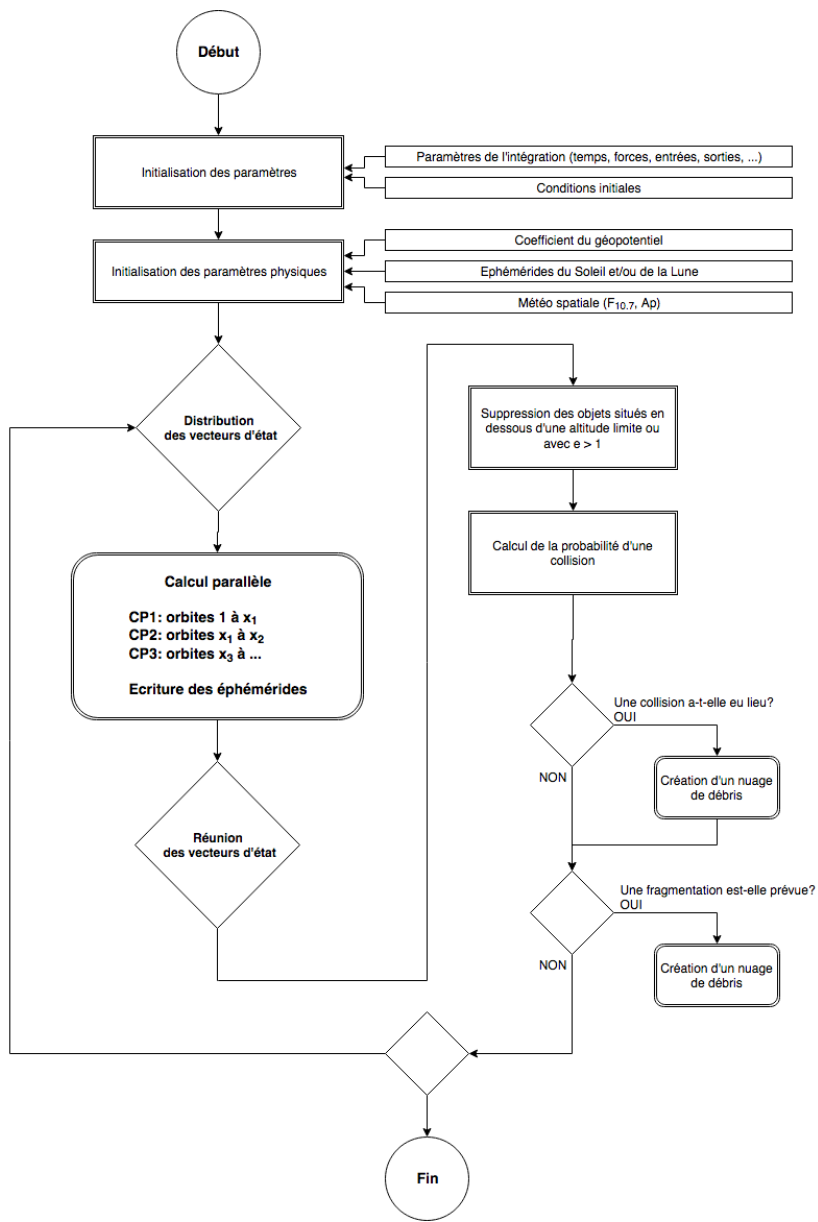 Début
Initialisation des paramètres
Paramètres de l'intégration (temps, forces, entrées, sorties, ...)
Conditions initiales
Initialisation des paramètres physiques
Coefficient du géopotentiel
Ephémérides du Soleil et/ou de la Lune
Météo spatiale (F10.7, Ap)
Distribution
des vecteurs d'état
Calcul parallèle
CP1: orbites 1 à x1
CP2: orbites x1 à x2
CP3: orbites x3 à ...
Ecriture des éphémérides
Réunion
des vecteurs d'état
Suppression des objets situés en
dessous d'une altitude limite ou
avec e > 1
Calcul de la probabilité d'une
collision
Une collision a-t-elle eu lieu?
OUI
NON
Création d'un nuage
de débris
Une fragmentation est-elle prévue?
OUI
NON
Création d'un nuage
de débris
Fin